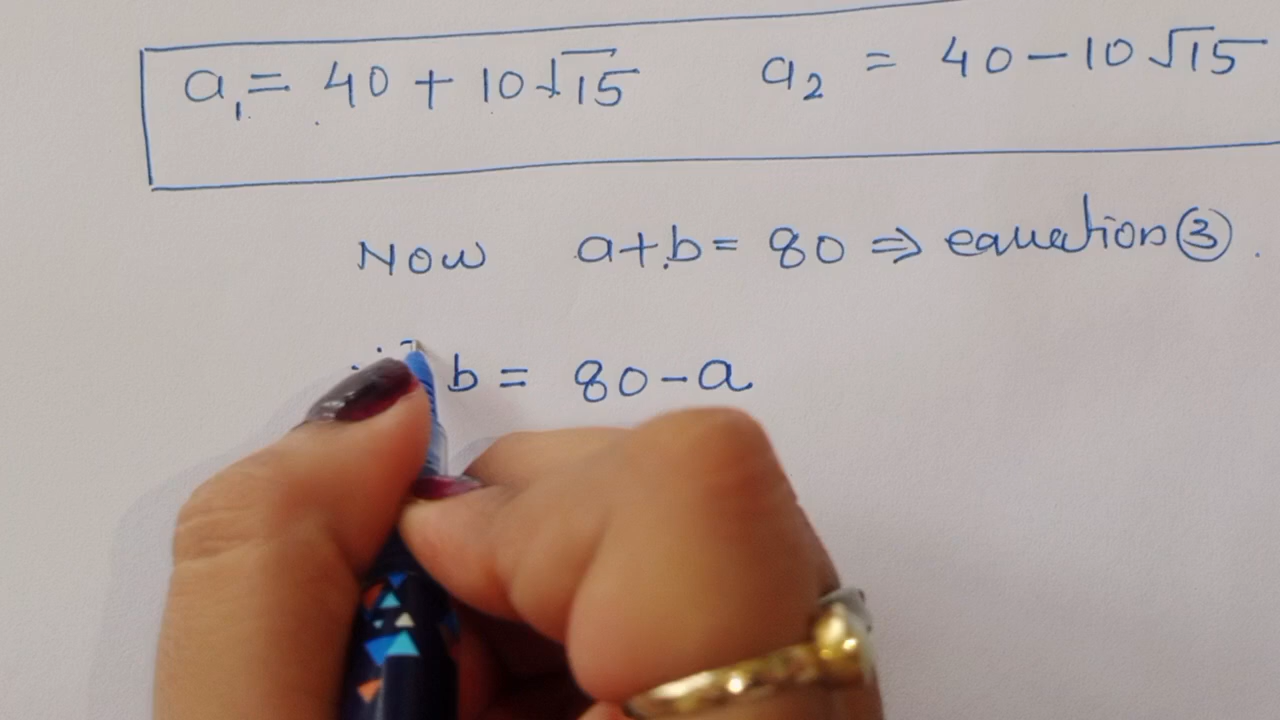 a₁ = 40 + 10√15 a₂ = 40 − 10√15
Now a+b = 80 ⇒ equation ③.
∴ b = 80 − a